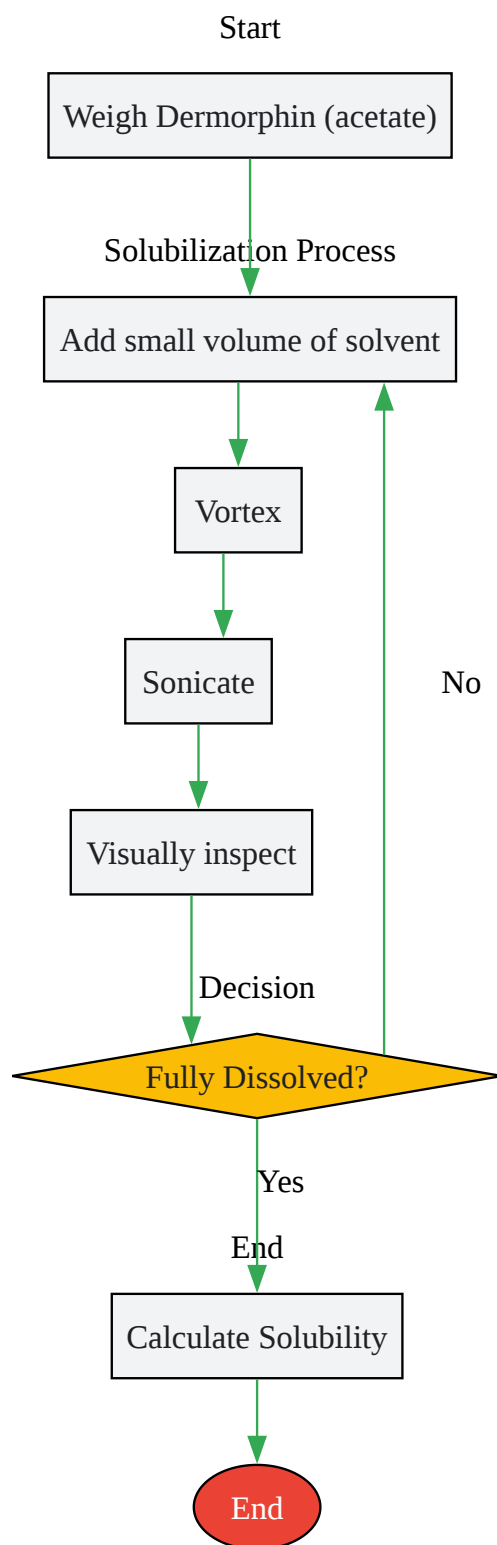 Start
Weigh Dermorphin (acetate)
Solubilization Process
Add small volume of solvent
Vortex
Sonicate
No
Visually inspect
Decision
Fully Dissolved?
Yes
End
Calculate Solubility
End